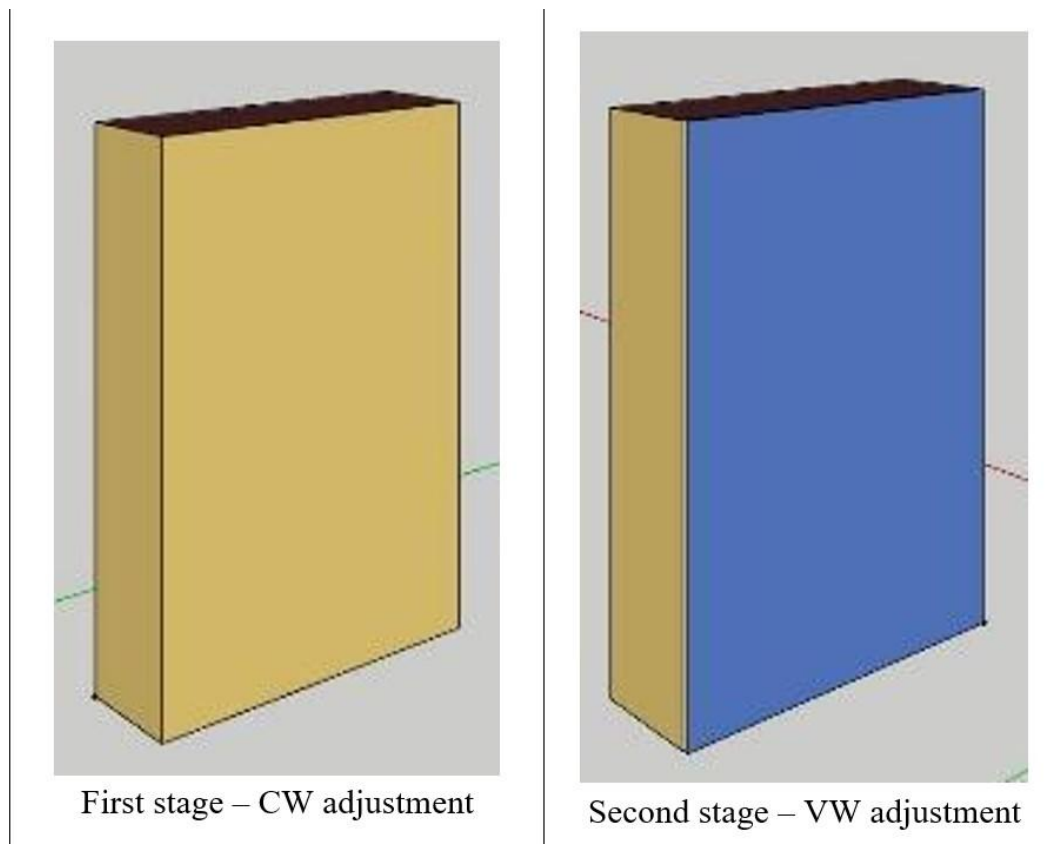 First stage – CW adjustment
Second stage – VW adjustment